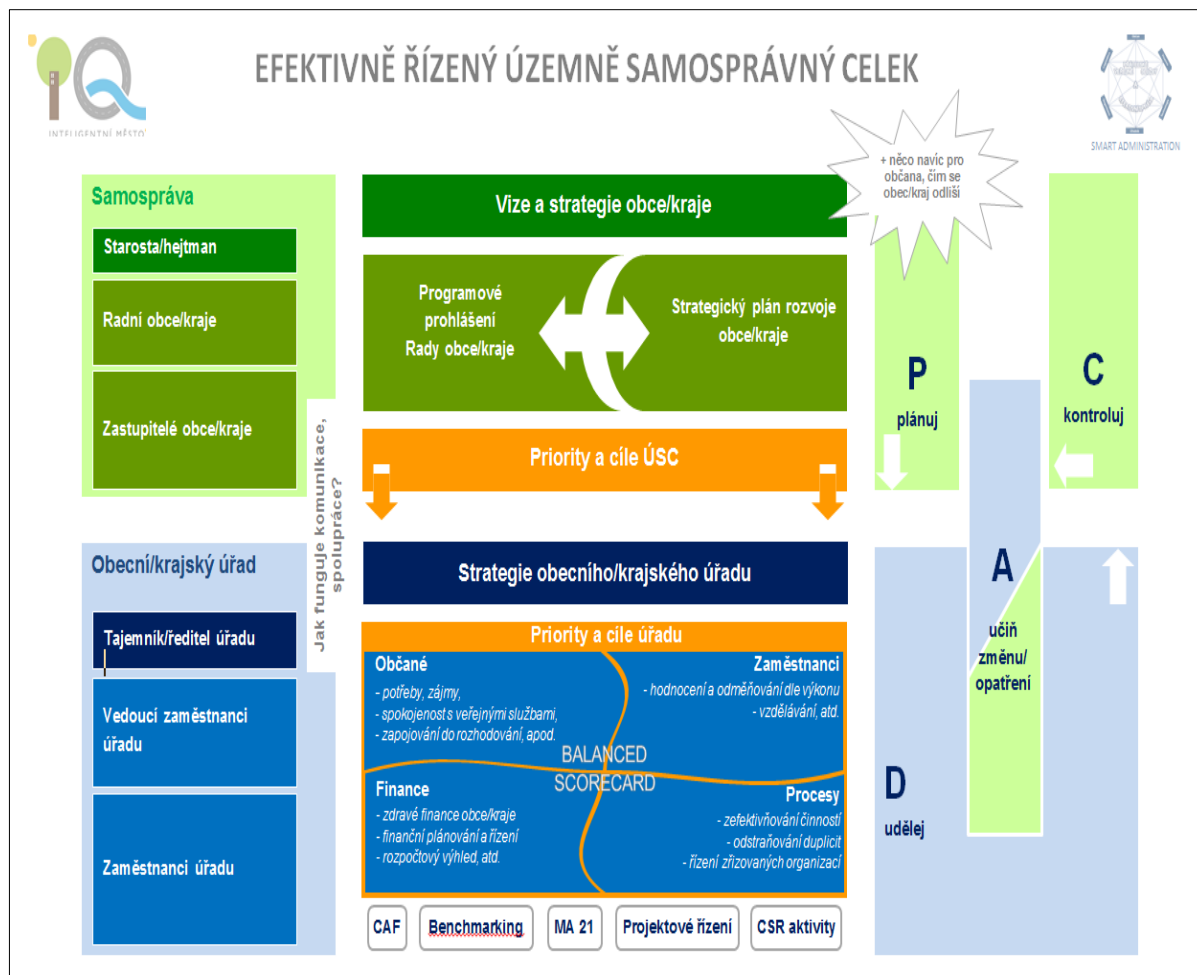 EFEKTIVNĚ ŘÍZENÝ ÚZEMNĚ SAMOSPRÁVNÝ CELEK
INTELIGENTNÍ MĚSTO
SMART ADMINISTRATION
+ něco navíc pro
občana, čím se
obec/kraj odliší
Samospráva
Starosta/hejtman
Radní obce/kraje
Zastupitelé obce/kraje
Jak funguje komunikace,
spolupráce?
Obecní/krajský úřad
Tajemník/ředitel úřadu
Vedoucí zaměstnanci
úřadu
Zaměstnanci úřadu
Vize a strategie obce/kraje
Programové
prohlášení
Rady obce/kraje
Strategický plán rozvoje
obce/kraje
Priority a cíle ÚSC
Strategie obecního/krajského úřadu
Priority a cíle úřadu
Občané
- potřeby, zájmy,
- spokojenost s veřejnými službami,
- zapojování do rozhodování, apod.
Zaměstnanci
- hodnocení a odměňování dle výkonu
- vzdělávání, atd.
BALANCED
SCORECARD
Finance
- zdravé finance obce/kraje
- finanční plánování a řízení
- rozpočtový výhled, atd.
Procesy
- zefektivňování činností
- odstraňování duplicit
- řízení zřizovaných organizací
CAF
Benchmarking
MA 21
Projektové řízení
CSR aktivity
P
plánuj
C
kontroluj
A
učiň
změnu/
opatření
D
udělej